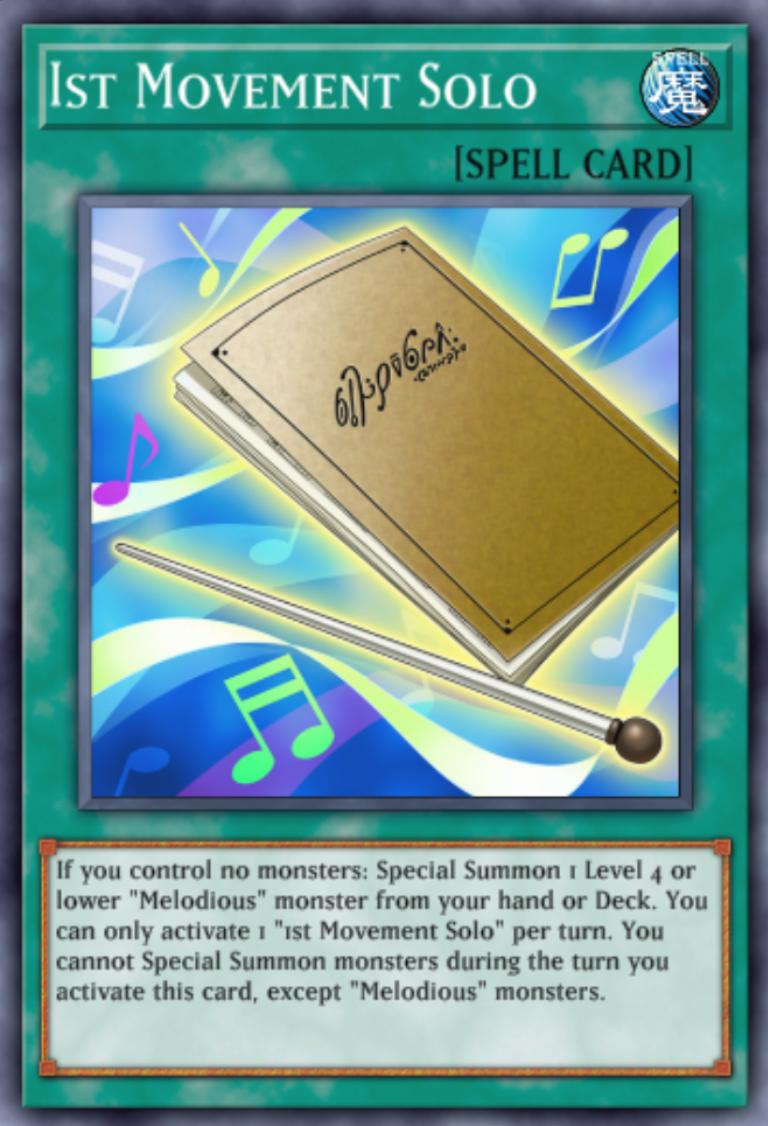 1st Movement Solo
SPELL
魔
[SPELL CARD]
If you control no monsters: Special Summon 1 Level 4 or
lower "Melodious" monster from your hand or Deck. You
can only activate 1 "1st Movement Solo" per turn. You
cannot Special Summon monsters during the turn you
activate this card, except "Melodious" monsters.